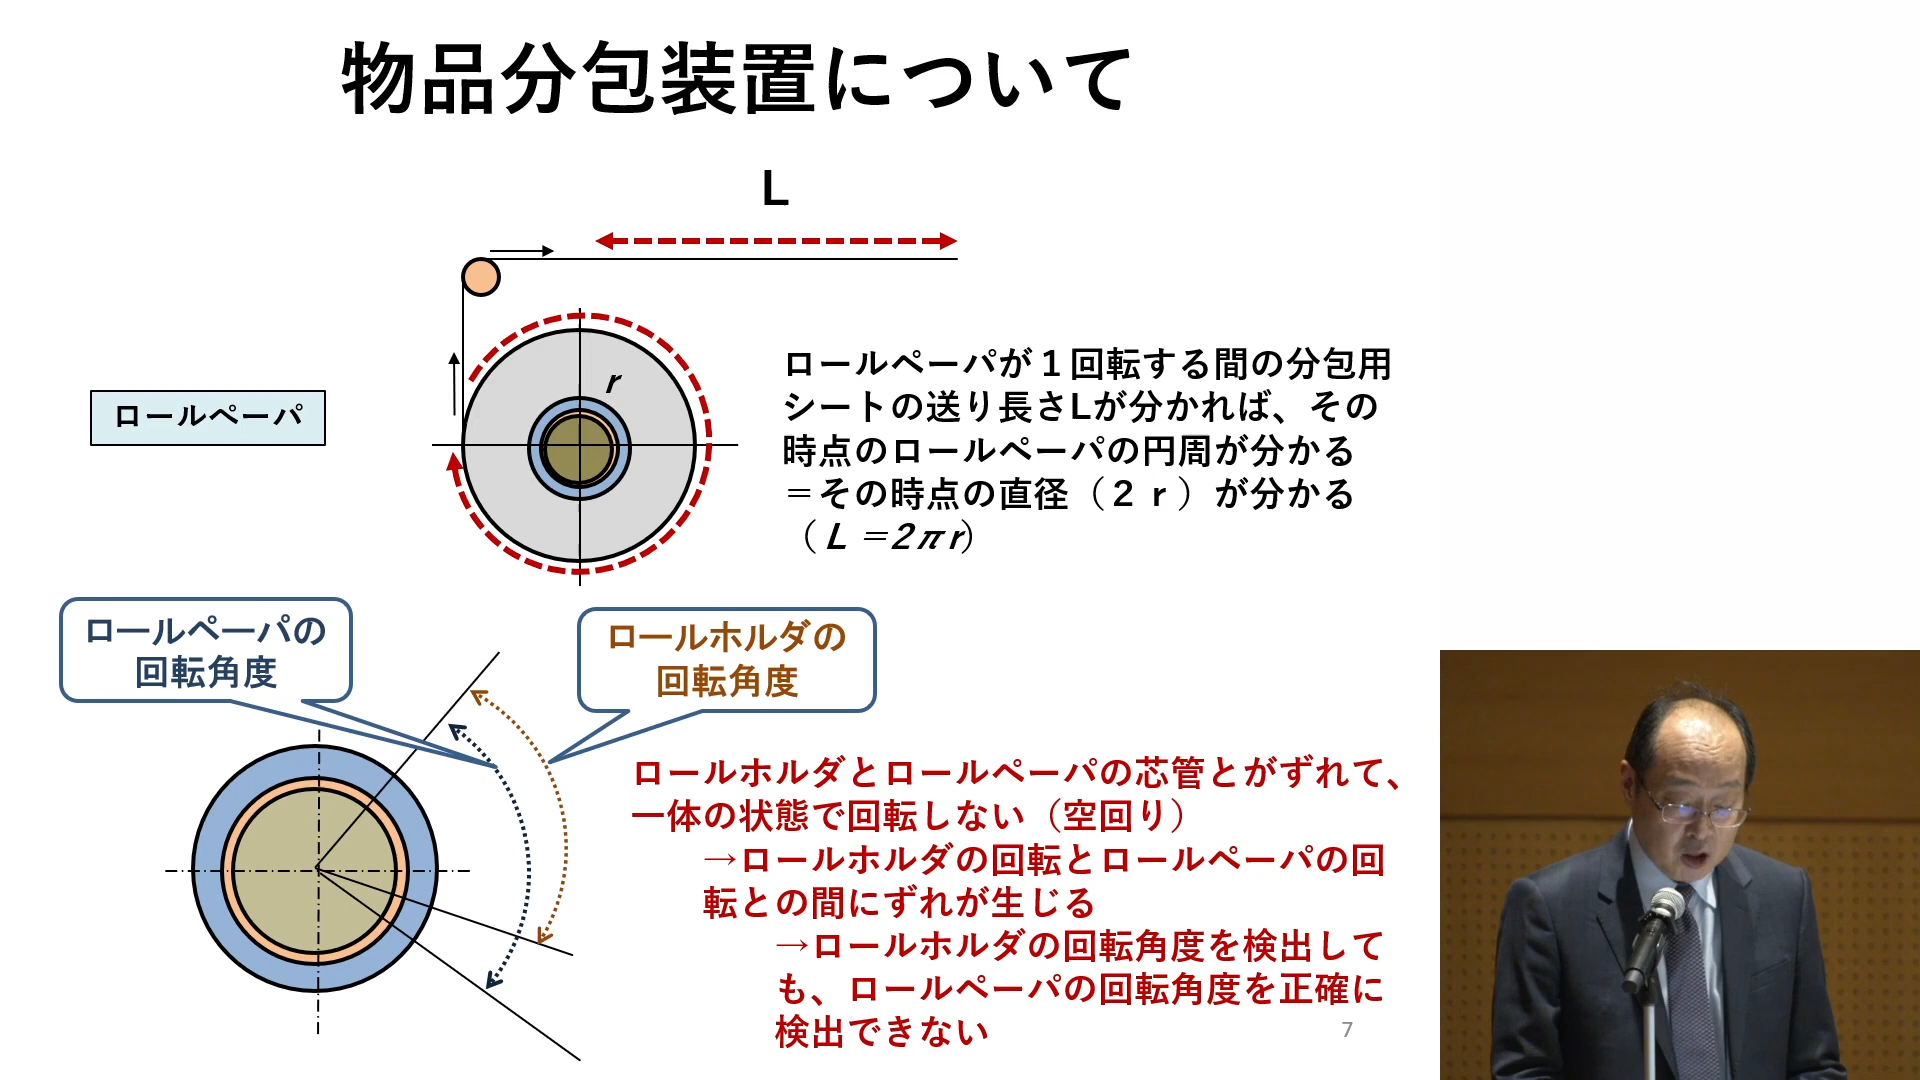 物品分包装置について
L
r
ロールペーパ
ロールペーパが１回転する間の分包用
シートの送り長さLが分かれば、その
時点のロールペーパの円周が分かる
＝その時点の直径（２ｒ）が分かる
（L＝2πr）
ロールペーパの
回転角度
ロールホルダの
回転角度
ロールホルダとロールペーパの芯管とがずれて、
一体の状態で回転しない（空回り）
→ロールホルダの回転とロールペーパの回
転との間にずれが生じる
→ロールホルダの回転角度を検出して
も、ロールペーパの回転角度を正確に
検出できない
7